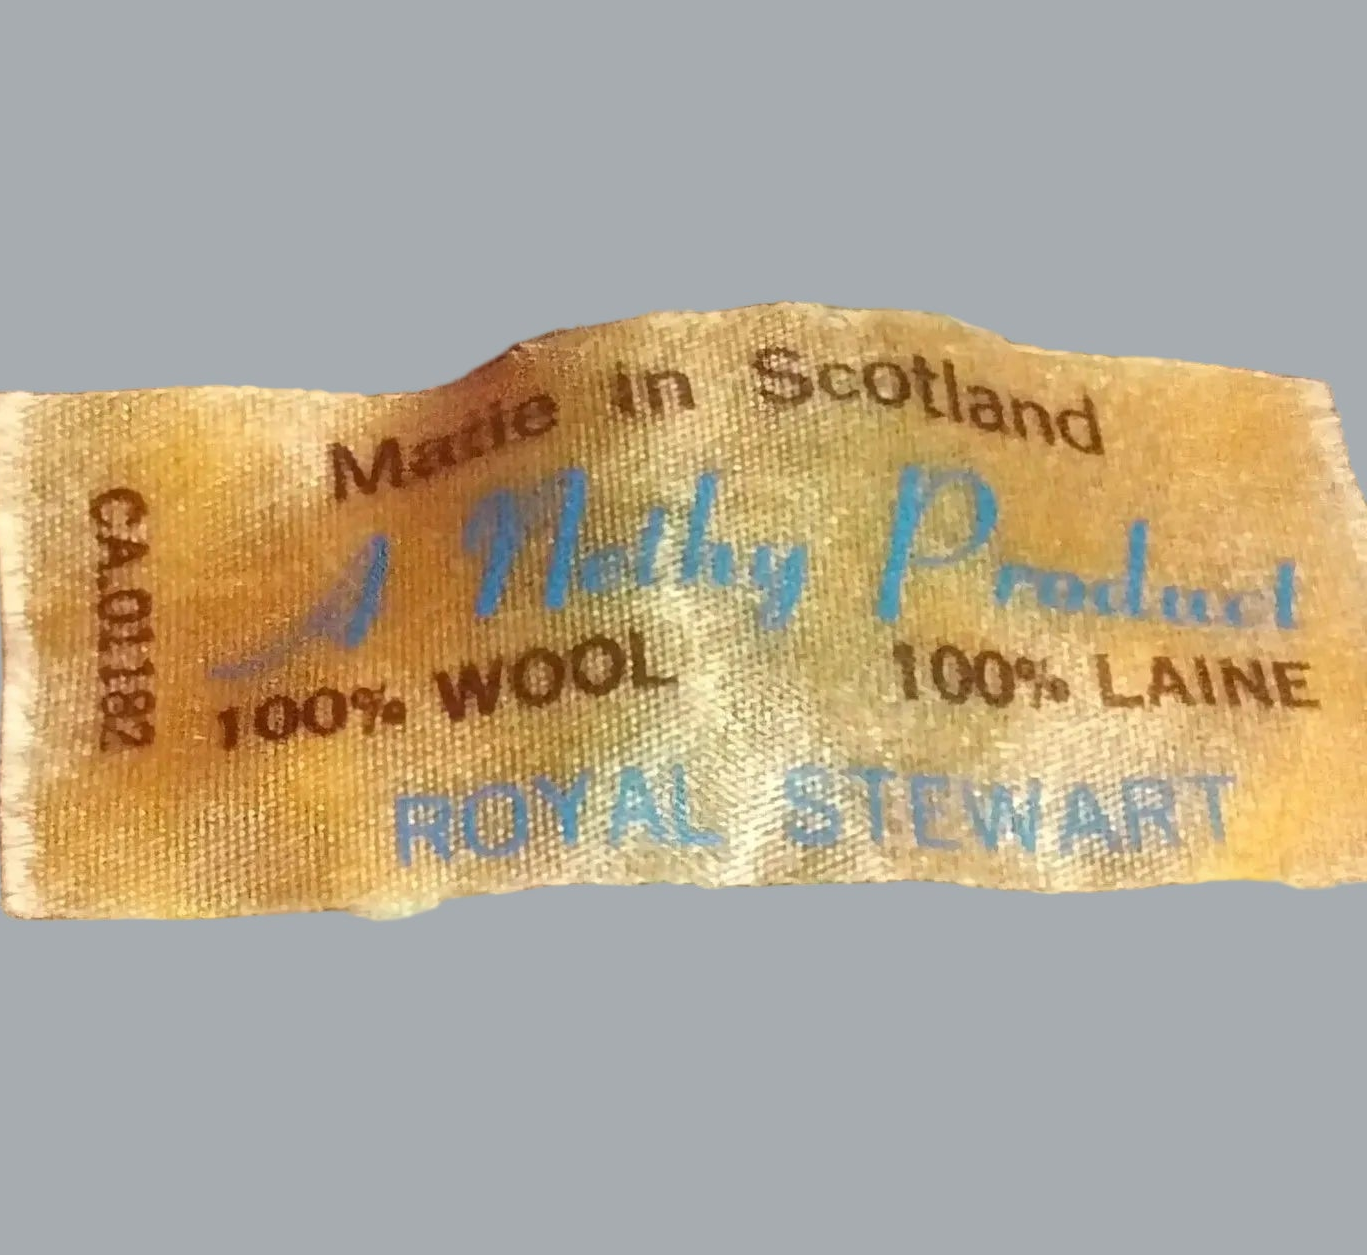 Made in Scotland
A Nethy Product
100% WOOL 100% LAINE
ROYAL STEWART
CA.01182